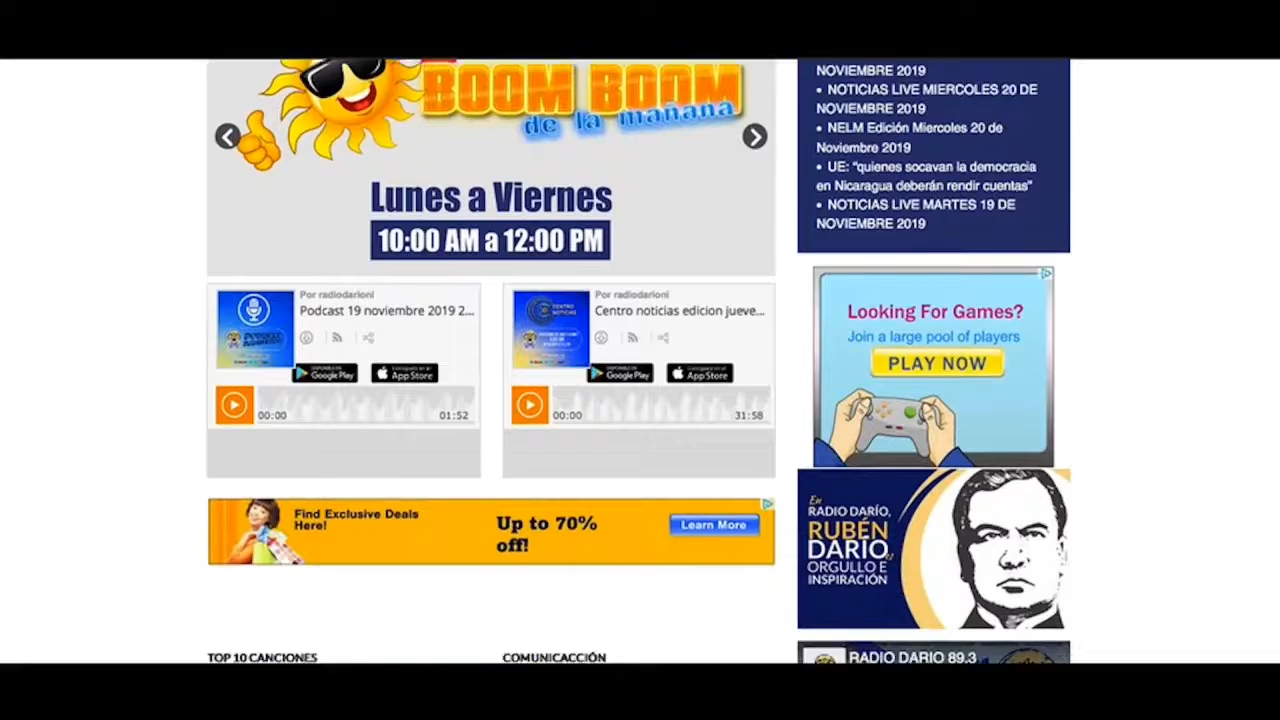 BOOM BOOM
de la mañana
Lunes a Viernes
10:00 AM a 12:00 PM
Por radiodarioni
Podcast 19 noviembre 2019 2...
Google Play
App Store
00:00
01:52
Por radiodarioni
Centro noticias edicion jueve...
CENTRO
NOTICIAS
Google Play
App Store
00:00
31:58
Find Exclusive Deals
Here!
Up to 70%
off!
Learn More
TOP 10 CANCIONES
COMUNICACCIÓN
NOVIEMBRE 2019
• NOTICIAS LIVE MIERCOLES 20 DE
NOVIEMBRE 2019
• NELM Edición Miercoles 20 de
Noviembre 2019
• UE: “quienes socavan la democracia
en Nicaragua deberán rendir cuentas”
• NOTICIAS LIVE MARTES 19 DE
NOVIEMBRE 2019
Looking For Games?
Join a large pool of players
PLAY NOW
En
RADIO DARÍO,
RUBÉN
DARIO es
ORGULLO E
INSPIRACIÓN
RADIO DARIO 89.3